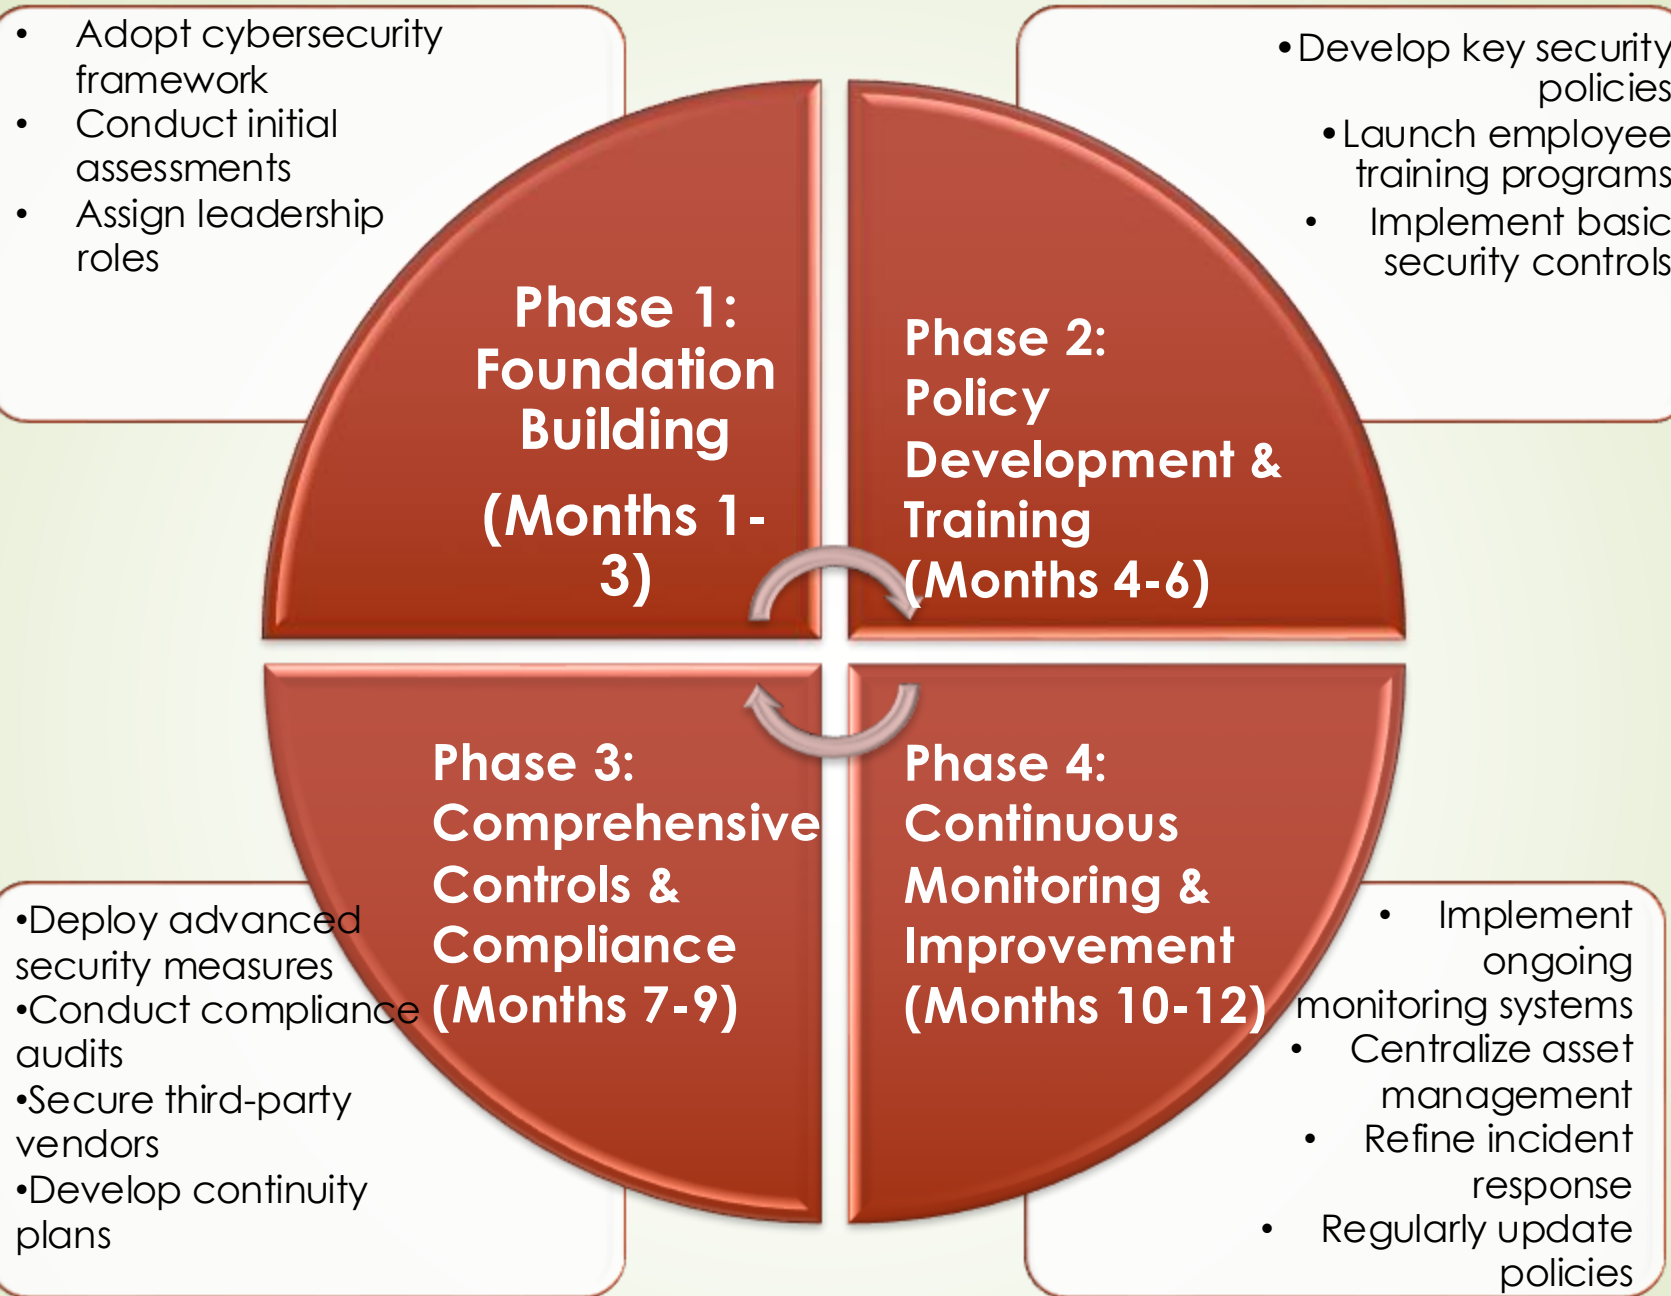 • Adopt cybersecurity
framework
• Conduct initial
assessments
• Assign leadership
roles
•Develop key security
policies
•Launch employee
training programs
• Implement basic
security controls
Phase 1:
Foundation
Building
(Months 1-
3)
Phase 2:
Policy
Development &
Training
(Months 4-6)
Phase 3:
Comprehensive
Controls &
Compliance
(Months 7-9)
Phase 4:
Continuous
Monitoring &
Improvement
(Months 10-12)
•Deploy advanced
security measures
•Conduct compliance
audits
•Secure third-party
vendors
•Develop continuity
plans
• Implement
ongoing
monitoring systems
• Centralize asset
management
• Refine incident
response
• Regularly update
policies